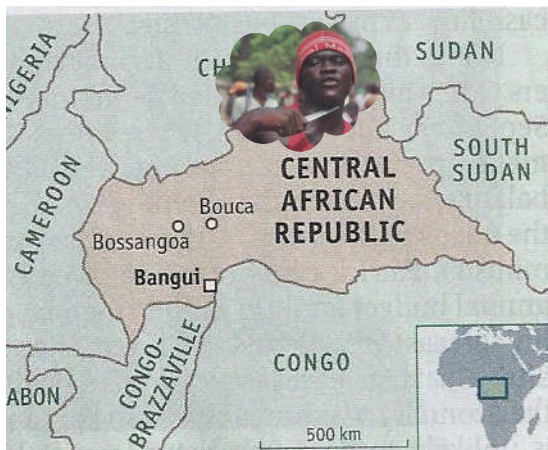 NIGERIA
CH
SUDAN
SOUTH
SUDAN
CAMEROON
CENTRAL
AFRICAN
REPUBLIC
Bouca
Bossangoa
Bangui
CONGO-
BRAZZAVILLE
CONGO
ABON
500 km